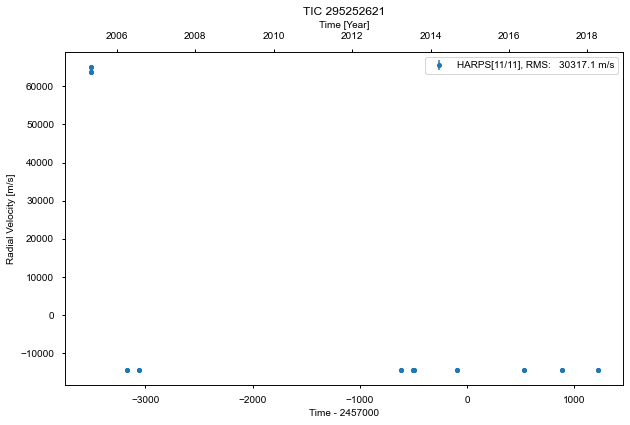 TIC 295252621
Time [Year]
2006 2008 2010 2012 2014 2016 2018
HARPS[11/11], RMS: 30317.1 m/s
Radial Velocity [m/s]
60000
50000
40000
30000
20000
10000
0
−10000
−3000 −2000 −1000 0 1000
Time - 2457000